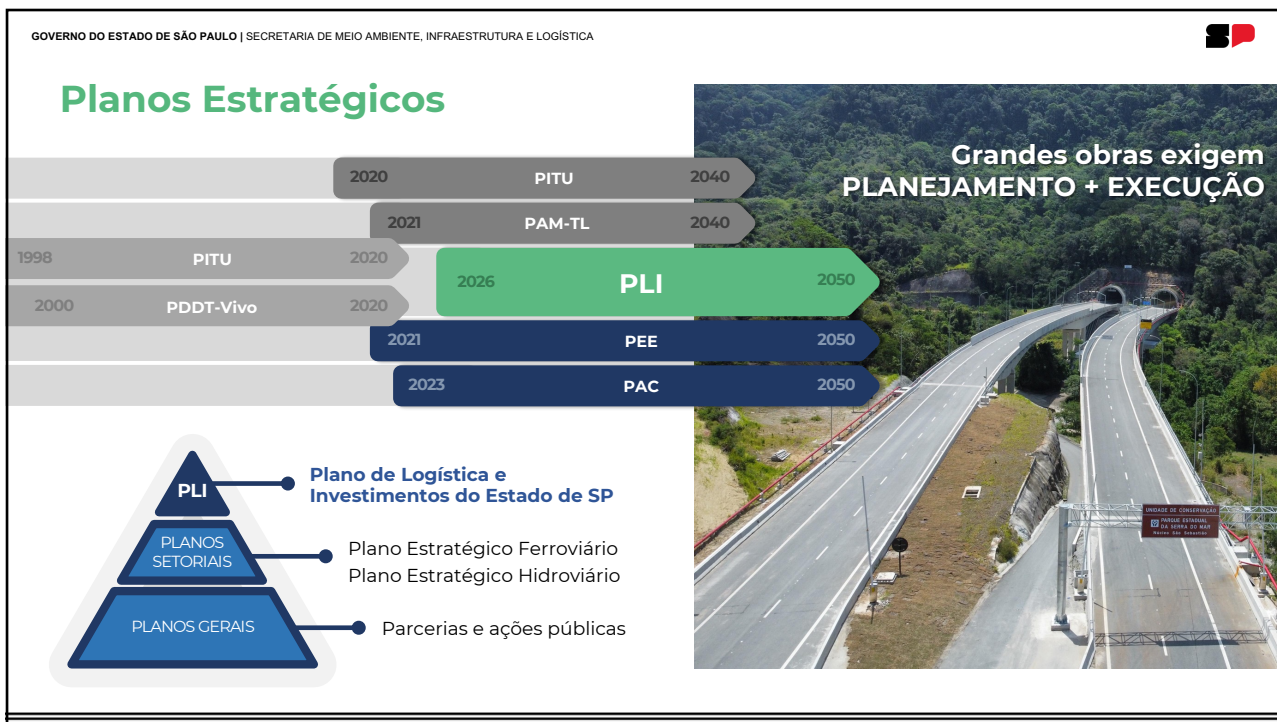 GOVERNO DO ESTADO DE SÃO PAULO | SECRETARIA DE MEIO AMBIENTE, INFRAESTRUTURA E LOGÍSTICA
SP
Planos Estratégicos
Grandes obras exigem
PLANEJAMENTO + EXECUÇÃO
2020 PITU 2040
2021 PAM-TL 2040
1998 PITU 2020
2026 PLI 2050
2000 PDDT-Vivo 2020
2021 PEE 2050
2023 PAC 2050
PLI
Plano de Logística e
Investimentos do Estado de SP
PLANOS
SETORIAIS
Plano Estratégico Ferroviário
Plano Estratégico Hidroviário
PLANOS GERAIS
Parcerias e ações públicas
UNIDADE DE CONSERVAÇÃO
PARQUE ESTADUAL
DA SERRA DO MAR
Núcleo São Sebastião